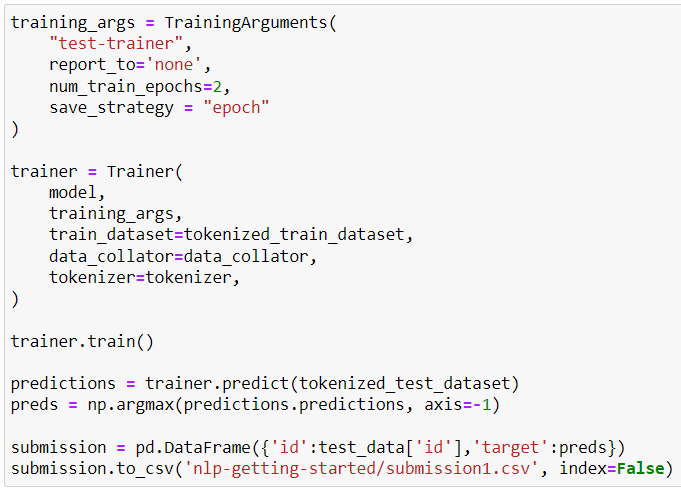 training_args = TrainingArguments(
    "test-trainer",
    report_to='none',
    num_train_epochs=2,
    save_strategy = "epoch"
)
trainer = Trainer(
    model,
    training_args,
    train_dataset=tokenized_train_dataset,
    data_collator=data_collator,
    tokenizer=tokenizer,
)
trainer.train()
predictions = trainer.predict(tokenized_test_dataset)
preds = np.argmax(predictions.predictions, axis=-1)
submission = pd.DataFrame({'id':test_data['id'],'target':preds})
submission.to_csv('nlp-getting-started/submission1.csv', index=False)